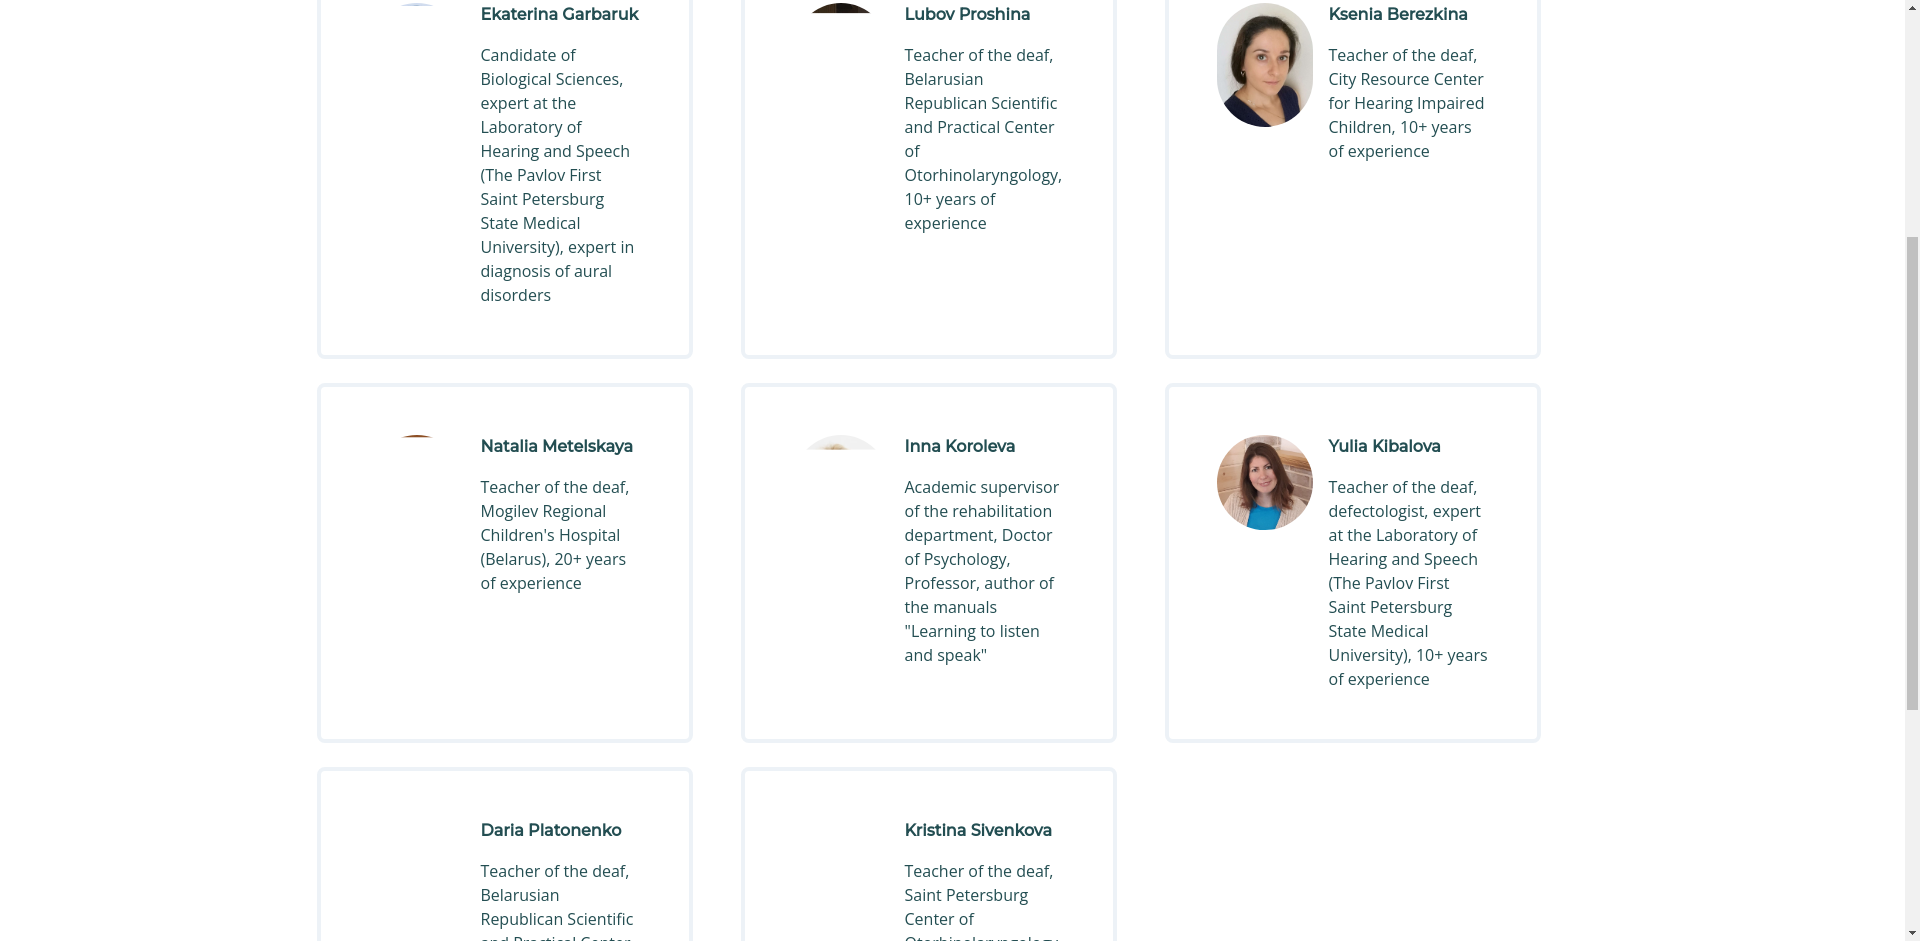 Ekaterina Garbaruk
Candidate of
Biological Sciences,
expert at the
Laboratory of
Hearing and Speech
(The Pavlov First
Saint Petersburg
State Medical
University), expert in
diagnosis of aural
disorders
Lubov Proshina
Teacher of the deaf,
Belarusian
Republican Scientific
and Practical Center
of
Otorhinolaryngology,
10+ years of
experience
Ksenia Berezkina
Teacher of the deaf,
City Resource Center
for Hearing Impaired
Children, 10+ years
of experience
Natalia Metelskaya
Teacher of the deaf,
Mogilev Regional
Children's Hospital
(Belarus), 20+ years
of experience
Inna Koroleva
Academic supervisor
of the rehabilitation
department, Doctor
of Psychology,
Professor, author of
the manuals
"Learning to listen
and speak"
Yulia Kibalova
Teacher of the deaf,
defectologist, expert
at the Laboratory of
Hearing and Speech
(The Pavlov First
Saint Petersburg
State Medical
University), 10+ years
of experience
Daria Platonenko
Teacher of the deaf,
Belarusian
Republican Scientific
and Practical Center
Kristina Sivenkova
Teacher of the deaf,
Saint Petersburg
Center of
Otorhinolaryngology